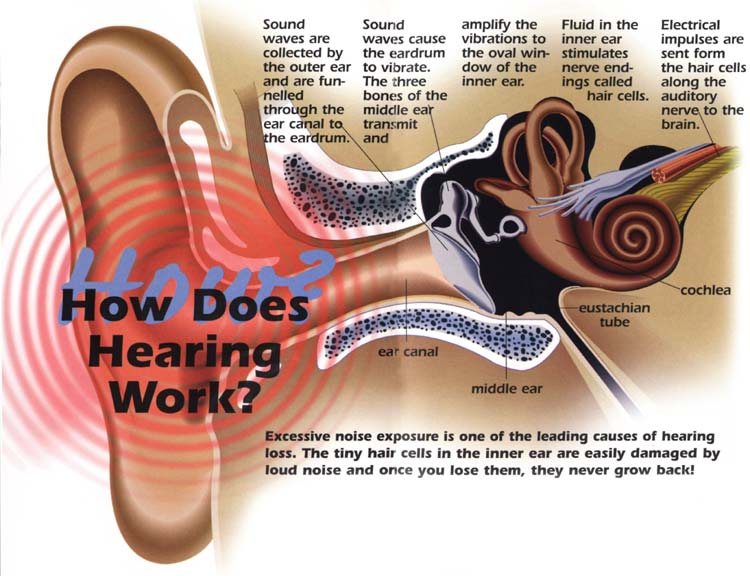 Sound
waves are
collected by
the outer ear
and are fun-
nelled
through the
ear canal to
the eardrum.
Sound
waves cause
the eardrum
to vibrate.
The three
bones of the
middle ear
transmit
and
amplify the
vibrations to
the oval win-
dow of the
inner ear.
Fluid in the
inner ear
stimulates
nerve end-
ings called
hair cells.
Electrical
impulses are
sent form
the hair cells
along the
auditory
nerve to the
brain.
How?
How Does
Hearing
Work?
cochlea
eustachian
tube
ear canal
middle ear
Excessive noise exposure is one of the leading causes of hearing
loss. The tiny hair cells in the inner ear are easily damaged by
loud noise and once you lose them, they never grow back!